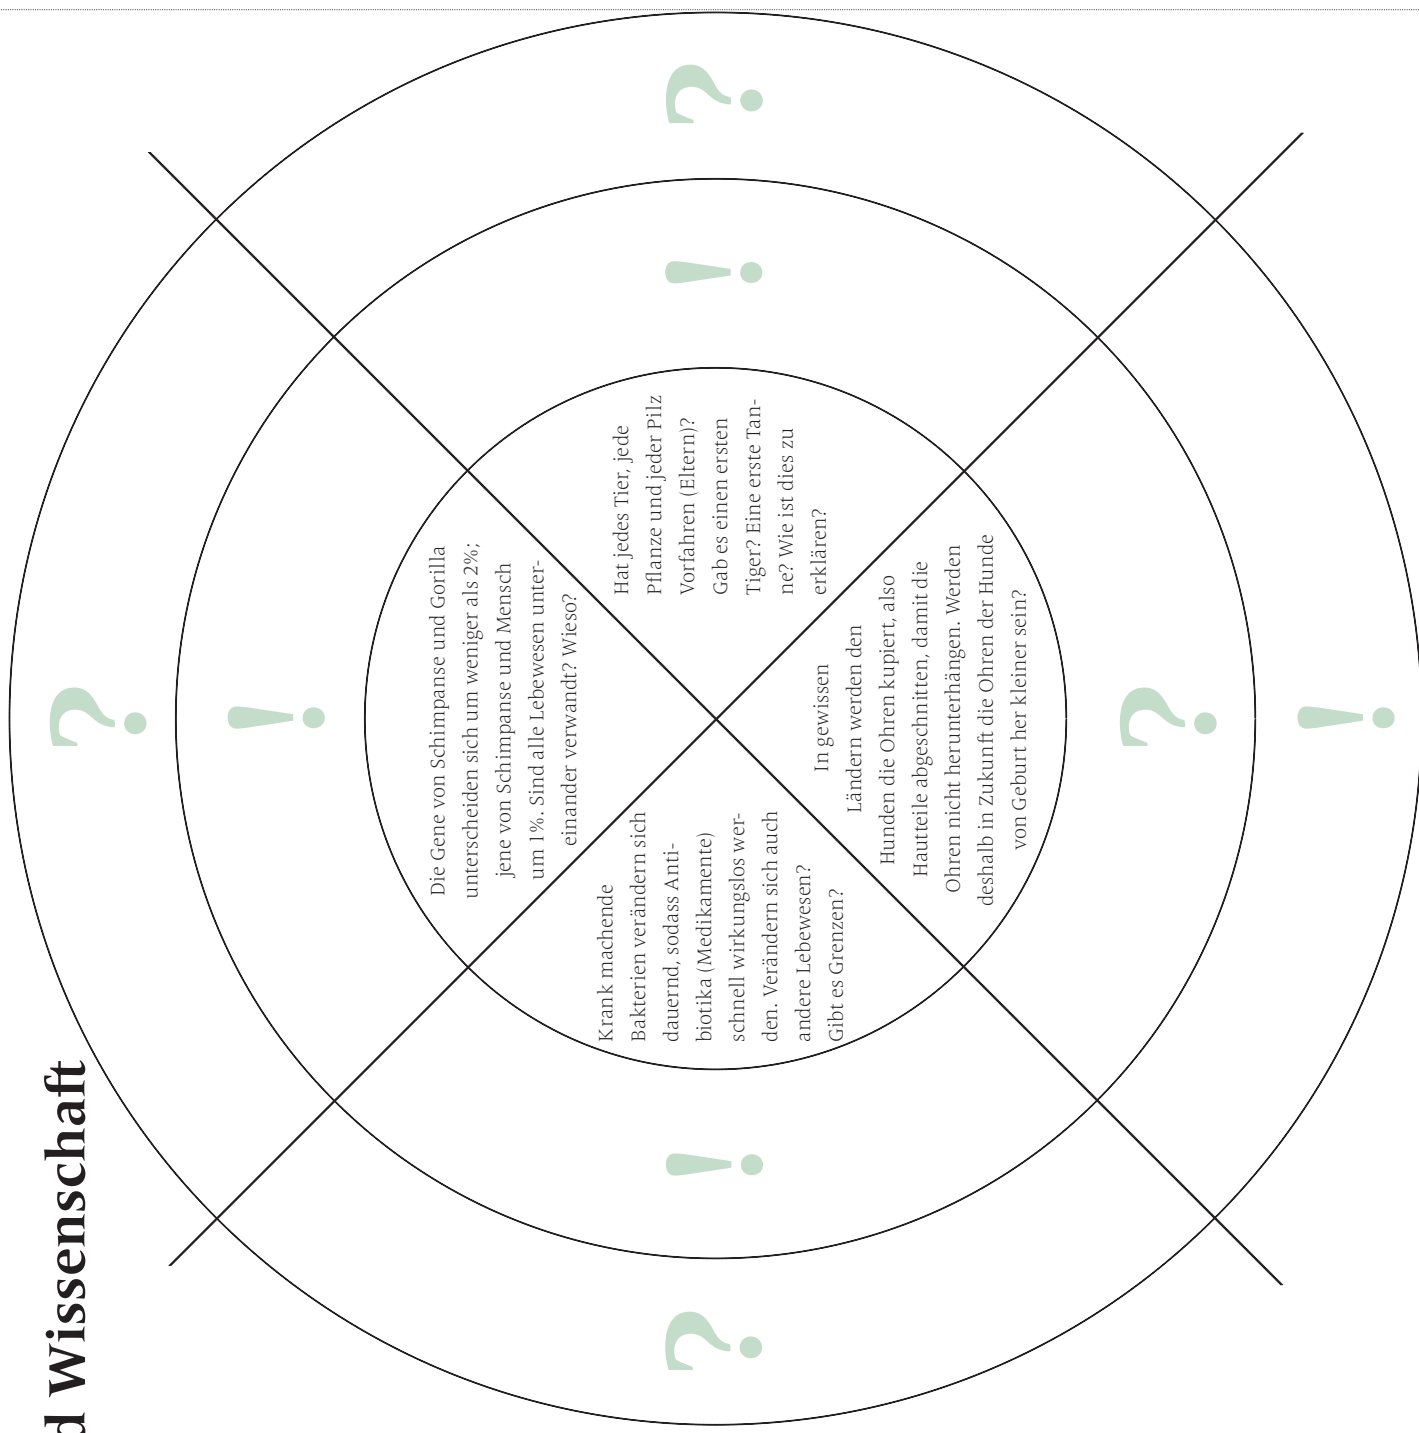 d Wissenschaft
?
!
Die Gene von Schimpanse und Gorilla
unterscheiden sich um weniger als 2%;
jene von Schimpanse und Mensch
um 1%. Sind alle Lebewesen unter-
einander verwandt? Wieso?
?
!
Krank machende
Bakterien verändern sich
dauernd, sodass Anti-
biotika (Medikamente)
schnell wirkungslos wer-
den. Verändern sich auch
andere Lebewesen?
Gibt es Grenzen?
Hat jedes Tier, jede
Pflanze und jeder Pilz
Vorfahren (Eltern)?
Gab es einen ersten
Tiger? Eine erste Tan-
ne? Wie ist dies zu
erklären?
!
?
In gewissen
Ländern werden den
Hunden die Ohren kupiert, also
Hautteile abgeschnitten, damit die
Ohren nicht herunterhängen. Werden
deshalb in Zukunft die Ohren der Hunde
von Geburt her kleiner sein?
?
!